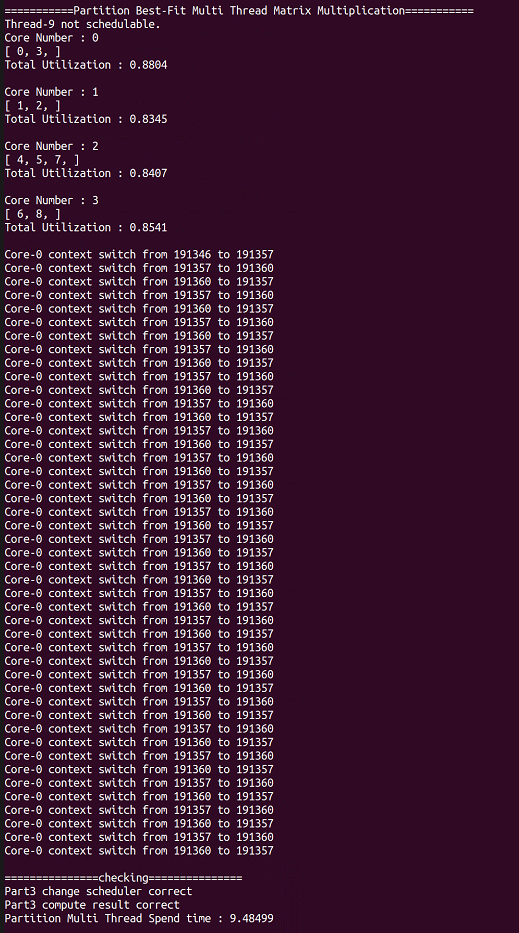 ===========Partition Best-Fit Multi Thread Matrix Multiplication===========
Thread-9 not schedulable.
Core Number : 0
[ 0, 3, ]
Total Utilization : 0.8804
Core Number : 1
[ 1, 2, ]
Total Utilization : 0.8345
Core Number : 2
[ 4, 5, 7, ]
Total Utilization : 0.8407
Core Number : 3
[ 6, 8, ]
Total Utilization : 0.8541
Core-0 context switch from 191346 to 191357
Core-0 context switch from 191357 to 191360
Core-0 context switch from 191360 to 191357
Core-0 context switch from 191357 to 191360
Core-0 context switch from 191360 to 191357
Core-0 context switch from 191357 to 191360
Core-0 context switch from 191360 to 191357
Core-0 context switch from 191357 to 191360
Core-0 context switch from 191360 to 191357
Core-0 context switch from 191357 to 191360
Core-0 context switch from 191360 to 191357
Core-0 context switch from 191357 to 191360
Core-0 context switch from 191360 to 191357
Core-0 context switch from 191357 to 191360
Core-0 context switch from 191360 to 191357
Core-0 context switch from 191357 to 191360
Core-0 context switch from 191360 to 191357
Core-0 context switch from 191357 to 191360
Core-0 context switch from 191360 to 191357
Core-0 context switch from 191357 to 191360
Core-0 context switch from 191360 to 191357
Core-0 context switch from 191357 to 191360
Core-0 context switch from 191360 to 191357
Core-0 context switch from 191357 to 191360
Core-0 context switch from 191360 to 191357
Core-0 context switch from 191357 to 191360
Core-0 context switch from 191360 to 191357
Core-0 context switch from 191357 to 191360
Core-0 context switch from 191360 to 191357
Core-0 context switch from 191357 to 191360
Core-0 context switch from 191360 to 191357
Core-0 context switch from 191357 to 191360
Core-0 context switch from 191360 to 191357
Core-0 context switch from 191357 to 191360
Core-0 context switch from 191360 to 191357
Core-0 context switch from 191357 to 191360
Core-0 context switch from 191360 to 191357
Core-0 context switch from 191357 to 191360
Core-0 context switch from 191360 to 191357
Core-0 context switch from 191357 to 191360
Core-0 context switch from 191360 to 191357
Core-0 context switch from 191357 to 191360
Core-0 context switch from 191360 to 191357
Core-0 context switch from 191357 to 191360
Core-0 context switch from 191360 to 191357
===============checking===============
Part3 change scheduler correct
Part3 compute result correct
Partition Multi Thread Spend time : 9.48499